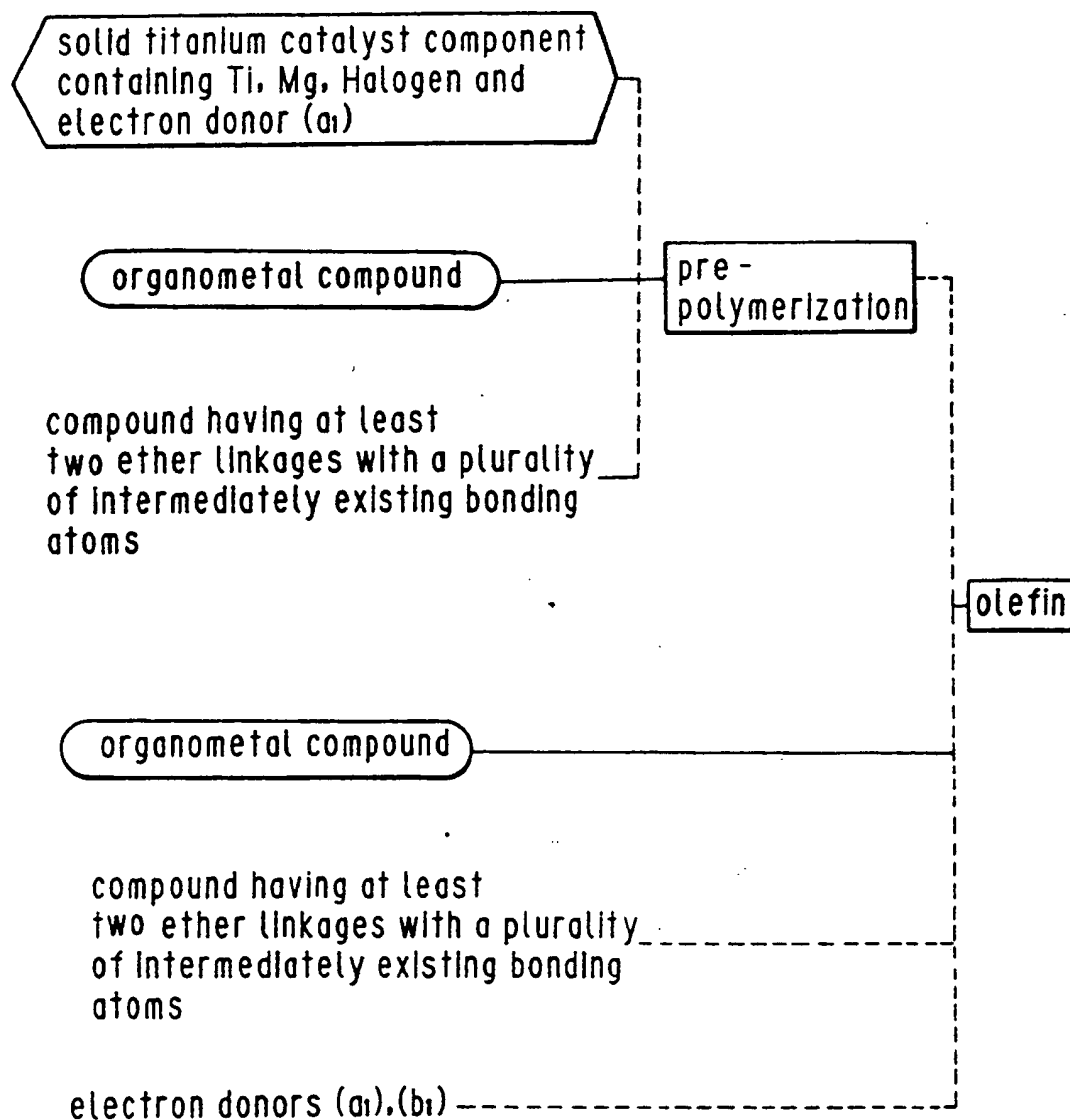 solid titanium catalyst component
containing Ti, Mg, Halogen and
electron donor (a₁)
organometal compound
pre-
polymerization
compound having at least
two ether linkages with a plurality
of intermediately existing bonding
atoms
olefin
organometal compound
compound having at least
two ether linkages with a plurality
of intermediately existing bonding
atoms
electron donors (a₁),(b₁)